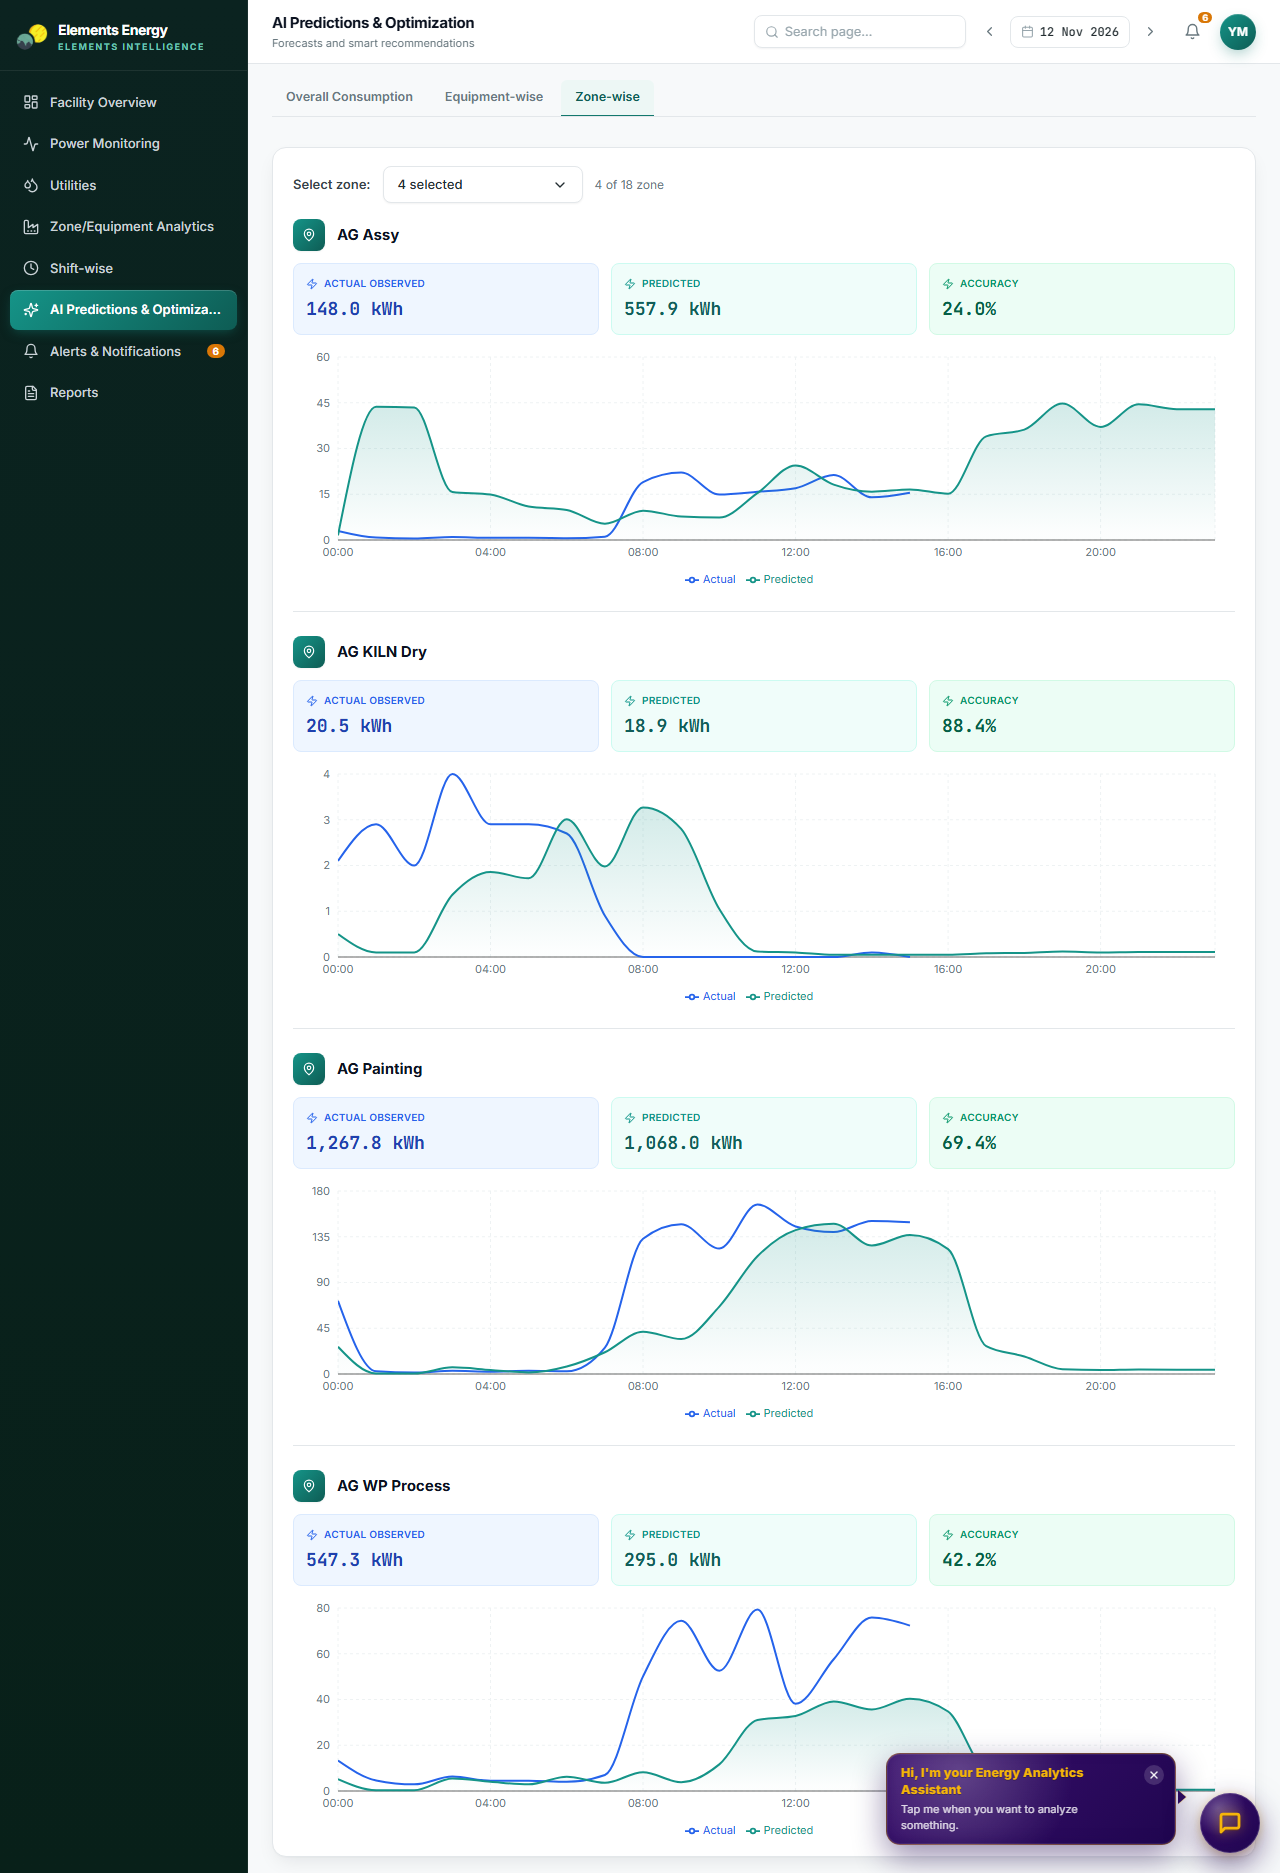 Elements Energy
ELEMENTS INTELLIGENCE
Facility Overview
Power Monitoring
Utilities
Zone/Equipment Analytics
Shift-wise
AI Predictions & Optimiza...
Alerts & Notifications 6
Reports
AI Predictions & Optimization
Forecasts and smart recommendations
Search page...
12 Nov 2026
6
YM
Overall Consumption Equipment-wise Zone-wise
Select zone: 4 selected 4 of 18 zone
AG Assy
ACTUAL OBSERVED
148.0 kWh
PREDICTED
557.9 kWh
ACCURACY
24.0%
60
45
30
15
0
00:00 04:00 08:00 12:00 16:00 20:00
Actual Predicted
AG KILN Dry
ACTUAL OBSERVED
20.5 kWh
PREDICTED
18.9 kWh
ACCURACY
88.4%
4
3
2
1
0
00:00 04:00 08:00 12:00 16:00 20:00
Actual Predicted
AG Painting
ACTUAL OBSERVED
1,267.8 kWh
PREDICTED
1,068.0 kWh
ACCURACY
69.4%
180
135
90
45
0
00:00 04:00 08:00 12:00 16:00 20:00
Actual Predicted
AG WP Process
ACTUAL OBSERVED
547.3 kWh
PREDICTED
295.0 kWh
ACCURACY
42.2%
80
60
40
20
0
00:00 04:00 08:00 12:00
Actual Predicted
Hi, I'm your Energy Analytics
Assistant
Tap me when you want to analyze
something.